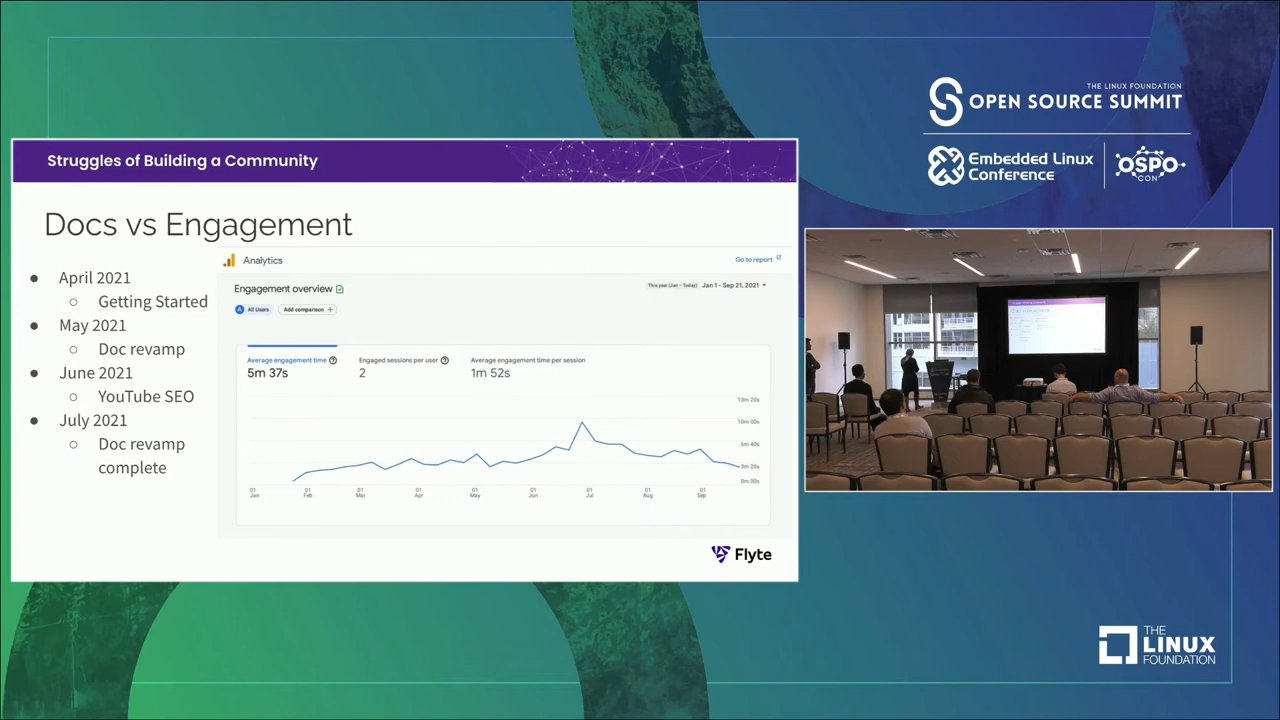 THE LINUX FOUNDATION
OPEN SOURCE SUMMIT
Embedded Linux
Conference
OSPO
CON
Struggles of Building a Community
Docs vs Engagement
● April 2021
○ Getting Started
● May 2021
○ Doc revamp
● June 2021
○ YouTube SEO
● July 2021
○ Doc revamp
complete
Analytics
Go to report
Engagement overview
This year (Jan - Today) Jan 1 - Sep 21, 2021
A All Users
Add comparison +
Average engagement time
5m 37s
Engaged sessions per user
2
Average engagement time per session
1m 52s
13m 20s
10m 00s
6m 40s
3m 20s
0m 00s
01 01 01 01 01 01 01 01 01
Jan Feb Mar Apr May Jun Jul Aug Sep
Flyte
THE
LINUX
FOUNDATION